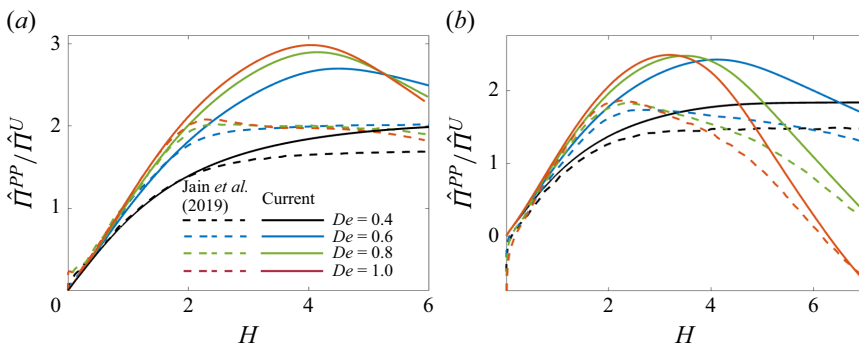 (a)
3
2
1
0
Π̂^PP / Π̂^U
Jain et al. (2019)
Current
De = 0.4
De = 0.6
De = 0.8
De = 1.0
2
4
6
H
(b)
2
1
0
Π̂^PP / Π̂^U
0
2
4
6
H